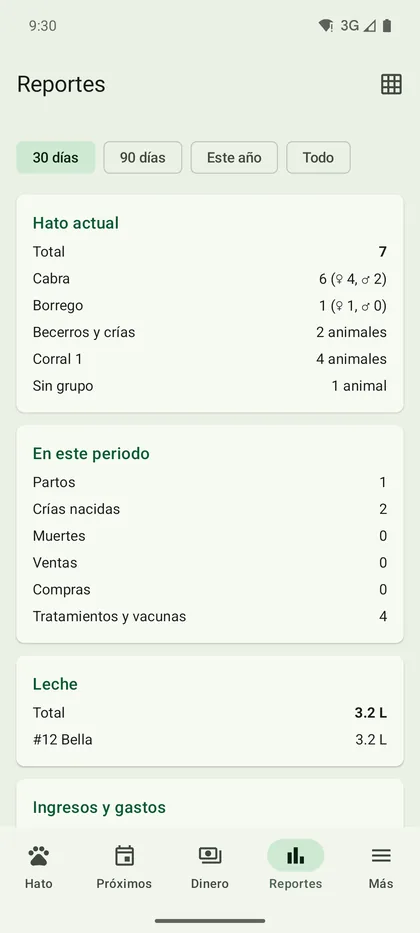 9:30
3G
Reportes
30 días 90 días Este año Todo
Hato actual
Total 7
Cabra 6 (♀ 4, ♂ 2)
Borrego 1 (♀ 1, ♂ 0)
Becerros y crías 2 animales
Corral 1 4 animales
Sin grupo 1 animal
En este periodo
Partos 1
Crías nacidas 2
Muertes 0
Ventas 0
Compras 0
Tratamientos y vacunas 4
Leche
Total 3.2 L
#12 Bella 3.2 L
Ingresos y gastos
Hato Próximos Dinero Reportes Más